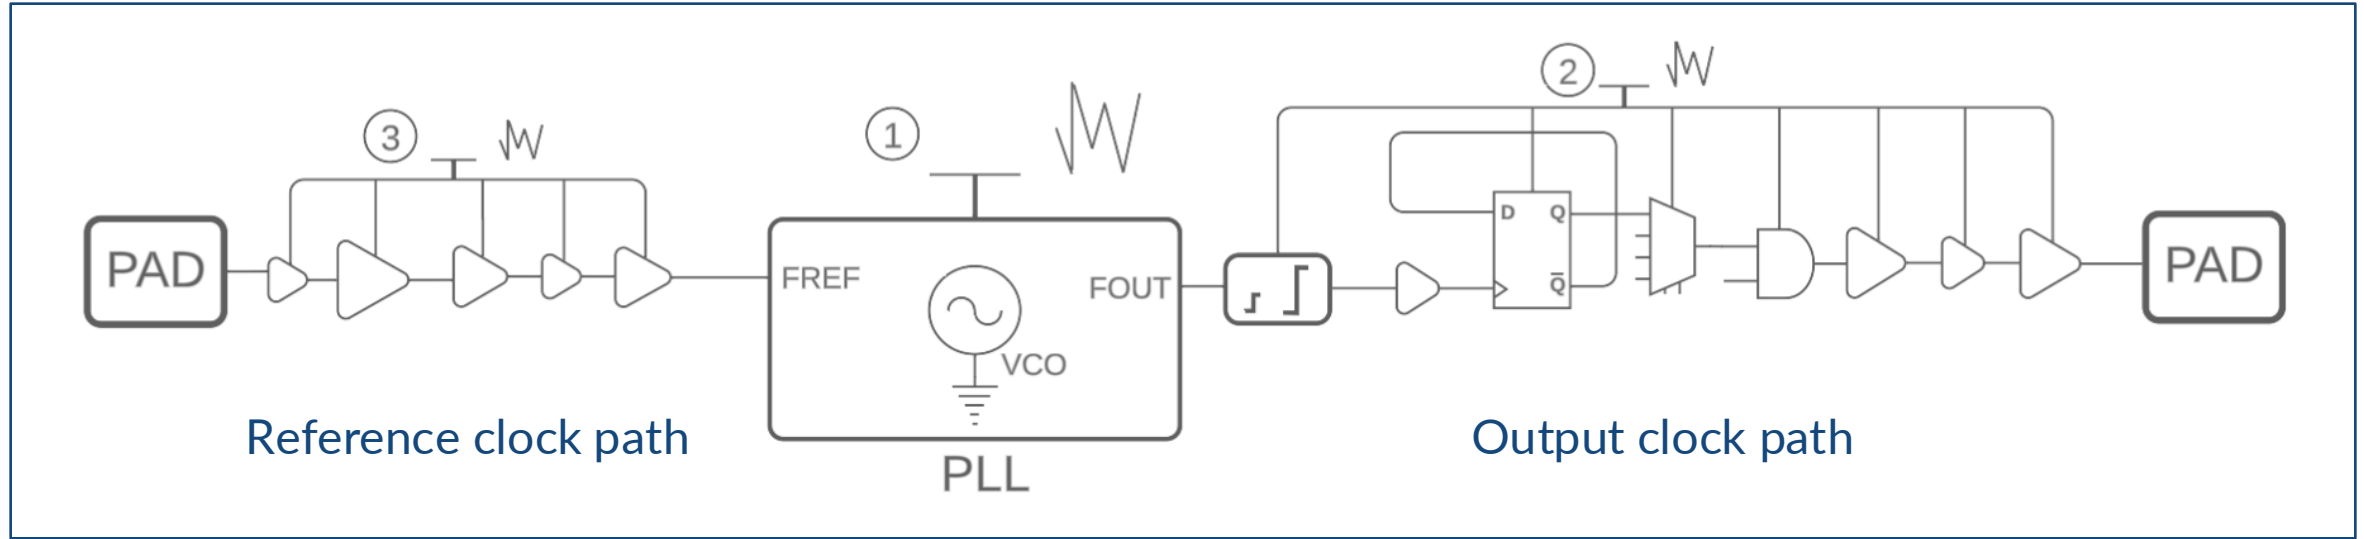 2
3
1
PAD
FREF
FOUT
VCO
D
Q
Q̅
PAD
Reference clock path
PLL
Output clock path